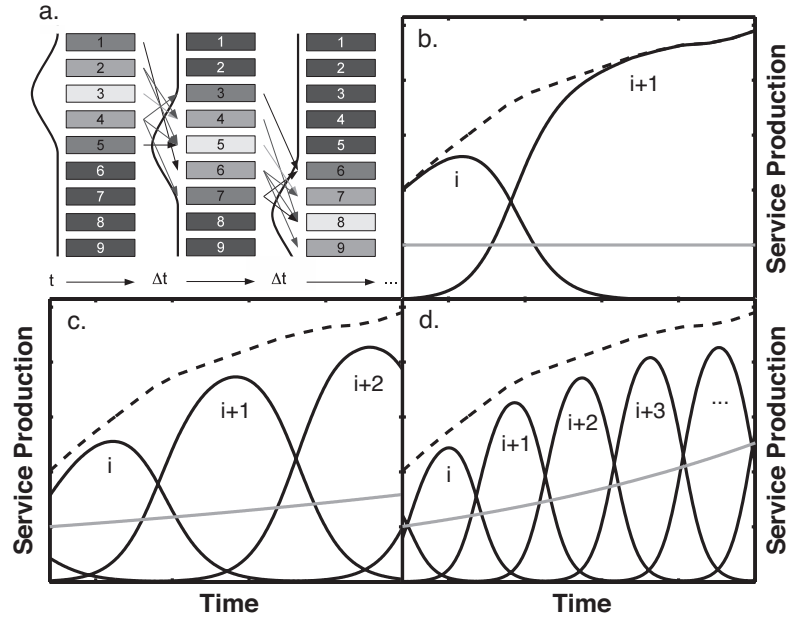 a.
1
2
3
4
5
6
7
8
9
1
2
3
4
5
6
7
8
9
1
2
3
4
5
6
7
8
9
t
Δt
Δt
...
b.
i
i+1
Service Production
c.
i
i+1
i+2
Service Production
Time
d.
i
i+1
i+2
i+3
...
Service Production
Time